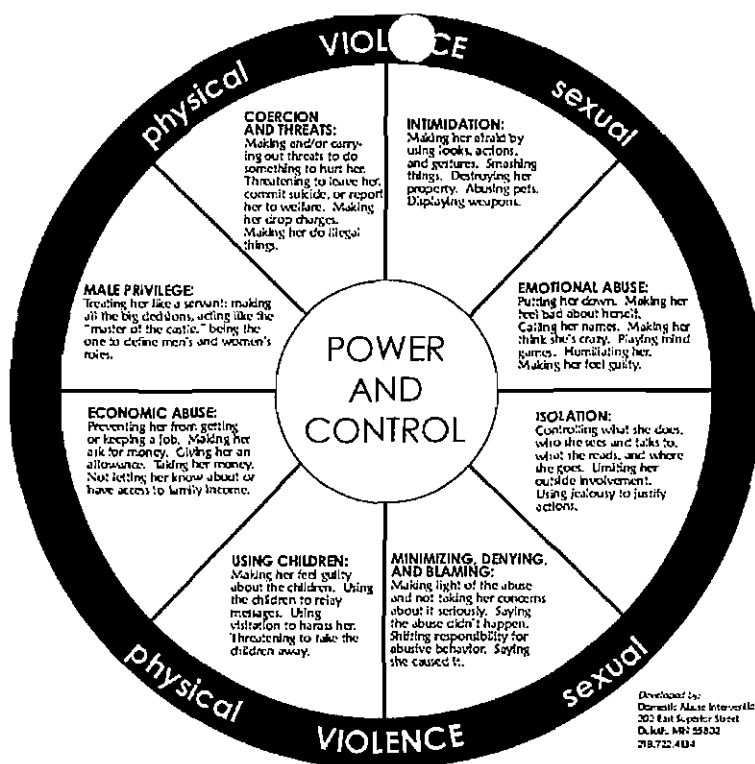 physical VIOLENCE sexual
COERCION
AND THREATS:
Making and/or carry-
ing out threats to do
something to hurt her.
Threatening to leave her,
commit suicide, or report
her to welfare. Making
her drop charges.
Making her do illegal
things.
INTIMIDATION:
Making her afraid by
using looks, actions,
and gestures. Smashing
things. Destroying her
property. Abusing pets.
Displaying weapons.
MALE PRIVILEGE:
Treating her like a servant: making
all the big decisions, acting like the
"master of the castle," being the
one to define men's and women's
roles.
EMOTIONAL ABUSE:
Putting her down. Making her
feel bad about herself.
Calling her names. Making her
think she's crazy. Playing mind
games. Humiliating her.
Making her feel guilty.
POWER
AND
CONTROL
ECONOMIC ABUSE:
Preventing her from getting
or keeping a job. Making her
ask for money. Giving her an
allowance. Taking her money.
Not letting her know about or
have access to family income.
ISOLATION:
Controlling what she does,
who she sees and talks to,
what she reads, and where
she goes. Limiting her
outside involvement.
Using jealousy to justify
actions.
USING CHILDREN:
Making her feel guilty
about the children. Using
the children to relay
messages. Using
visitation to harass her.
Threatening to take the
children away.
MINIMIZING, DENYING,
AND BLAMING:
Making light of the abuse
and not taking her concerns
about it seriously. Saying
the abuse didn't happen.
Shifting responsibility for
abusive behavior. Saying
she caused it.
physical VIOLENCE sexual
Developed by:
Domestic Abuse Interventio
202 East Superior Street
Duluth, MN 55802
218.722.4134